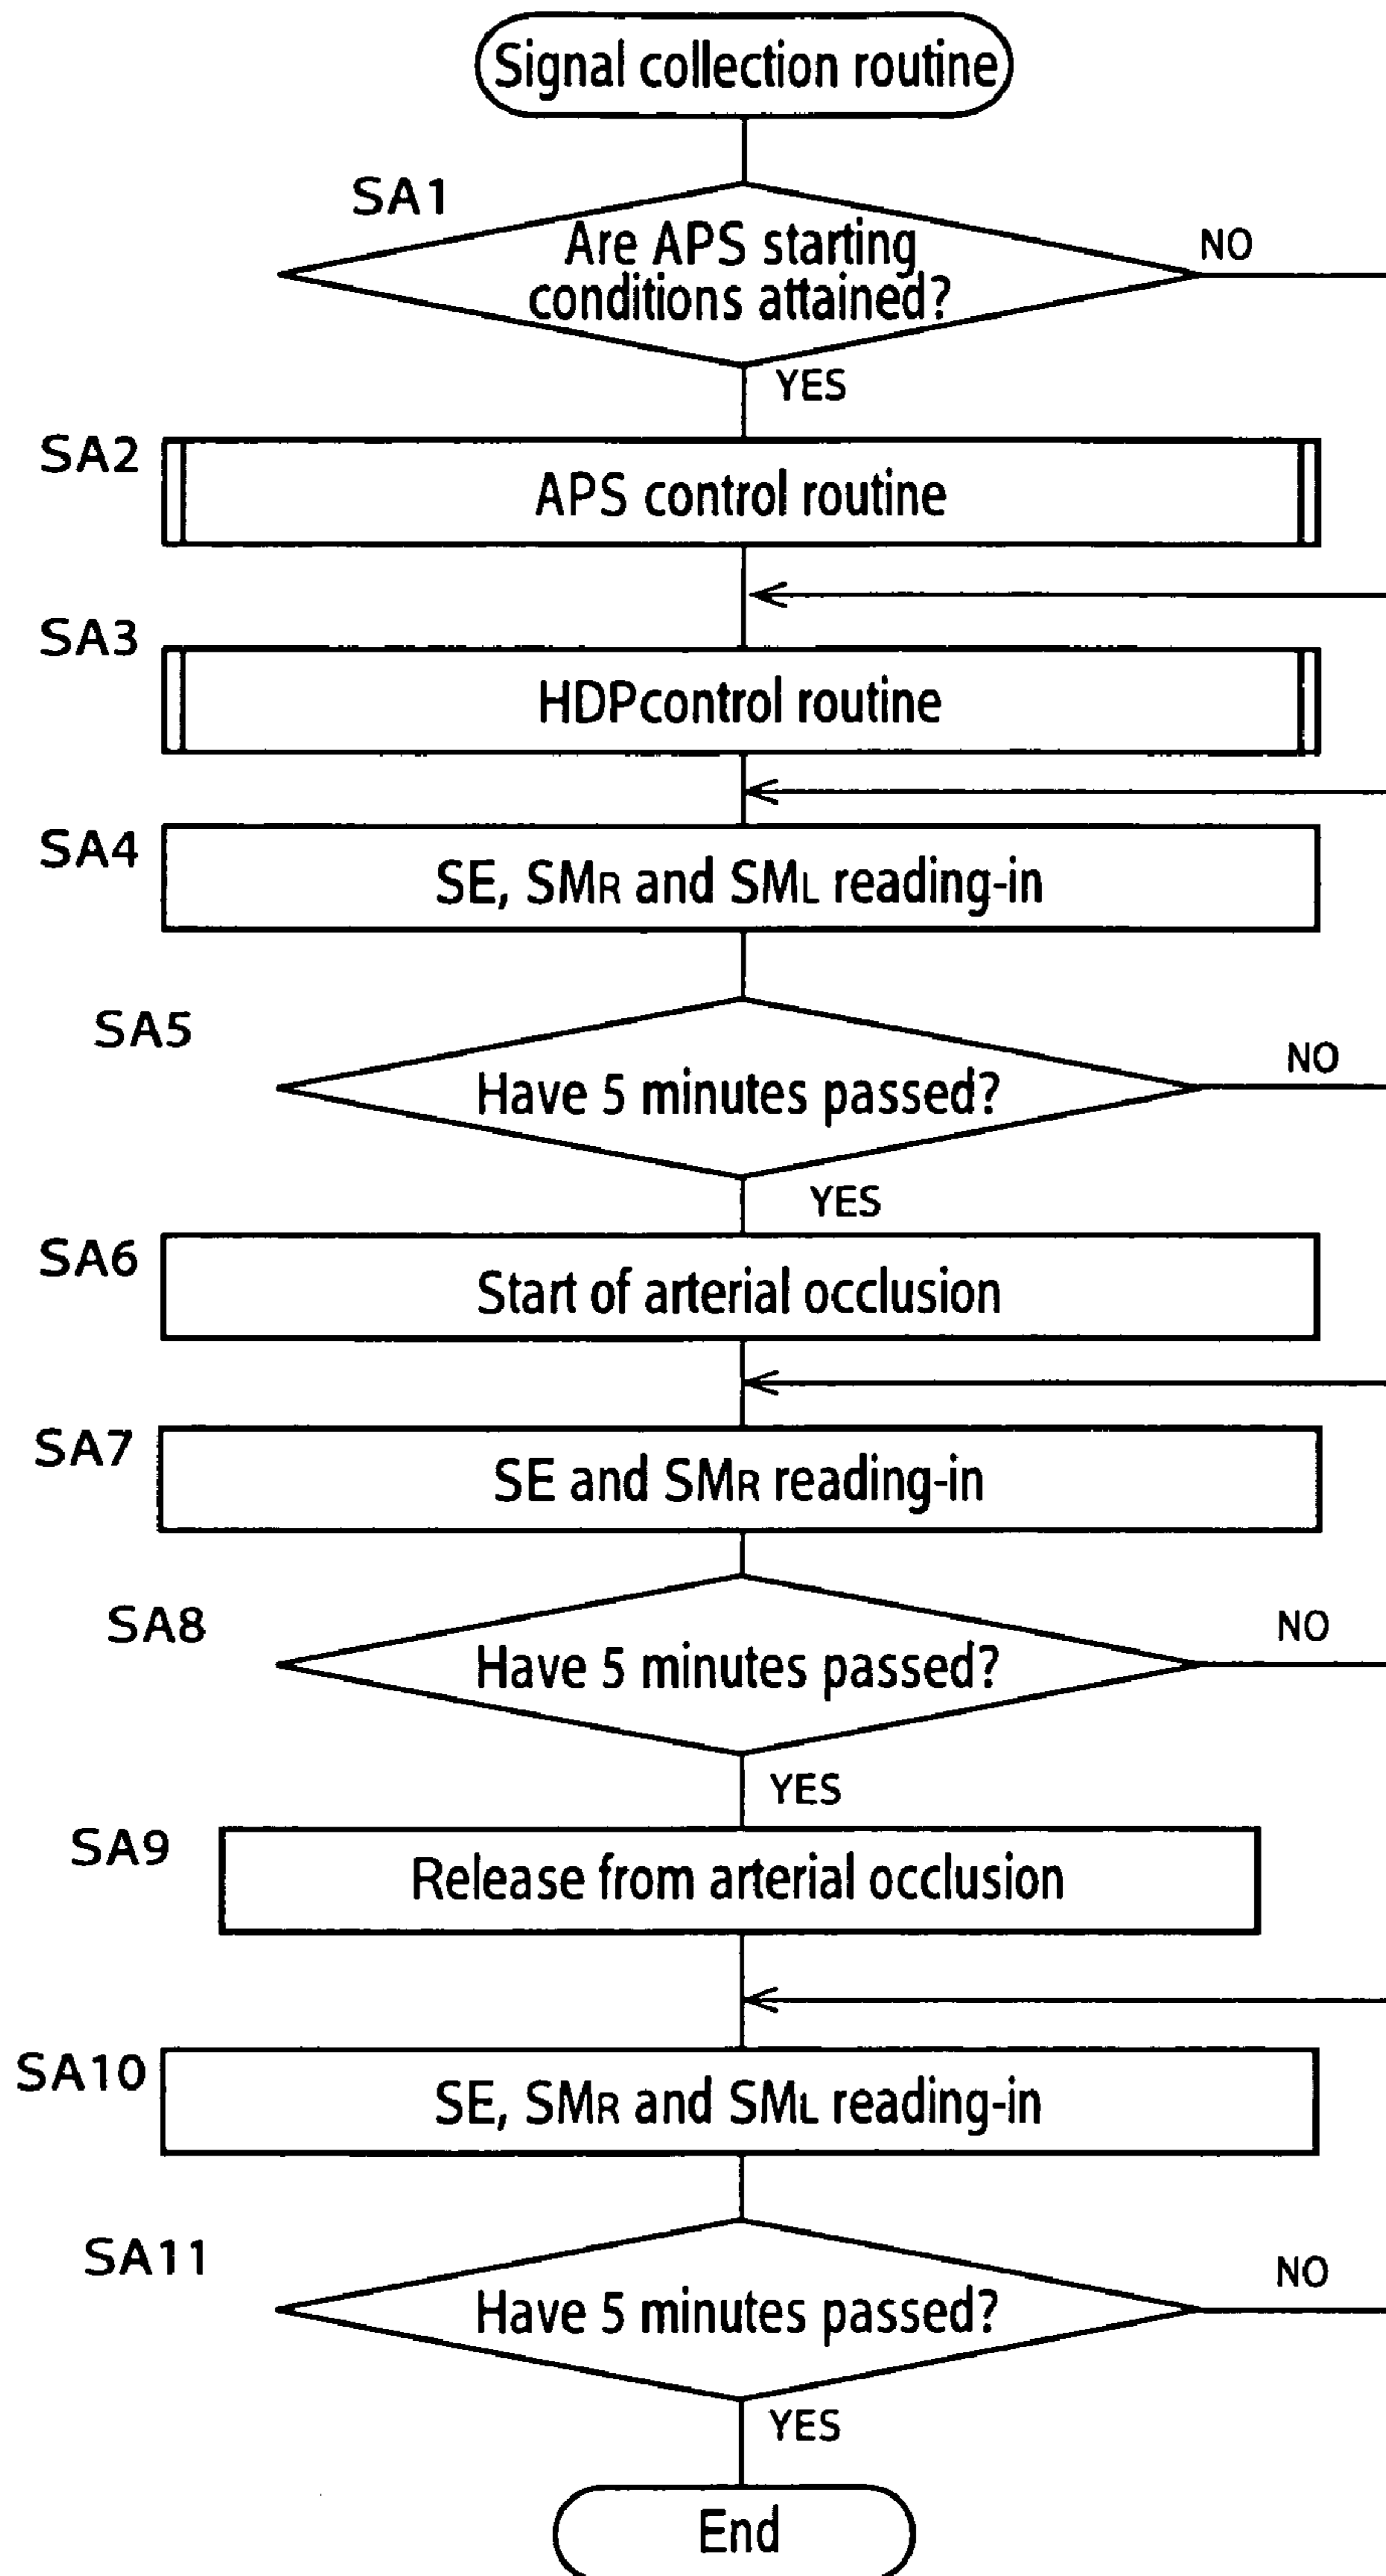 Signal collection routine
SA1
Are APS starting
conditions attained?
NO
YES
SA2
APS control routine
SA3
HDPcontrol routine
SA4
SE, SMR and SML reading-in
SA5
Have 5 minutes passed?
NO
YES
SA6
Start of arterial occlusion
SA7
SE and SMR reading-in
SA8
Have 5 minutes passed?
NO
YES
SA9
Release from arterial occlusion
SA10
SE, SMR and SML reading-in
SA11
Have 5 minutes passed?
NO
YES
End